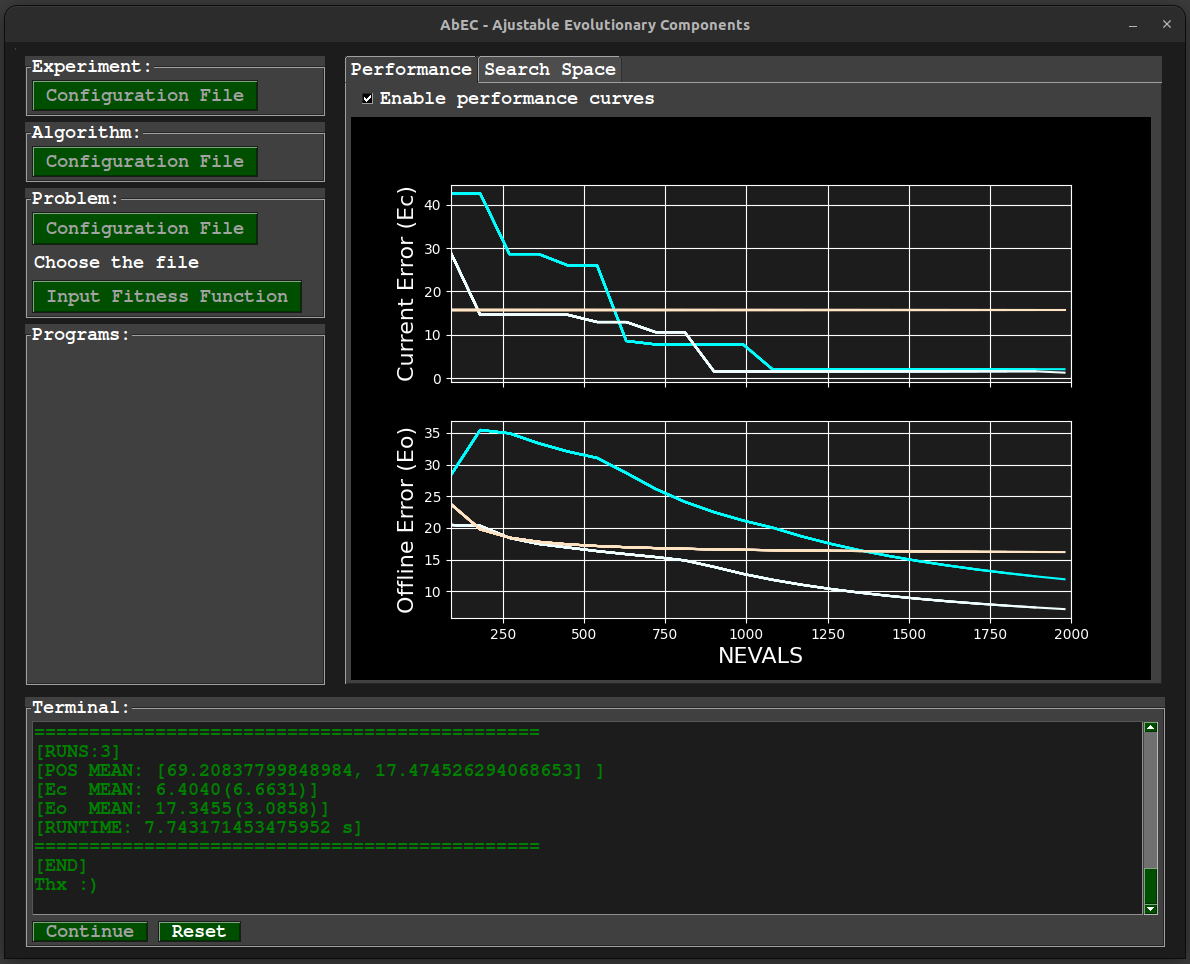 AbEC - Ajustable Evolutionary Components
Experiment:
Configuration File
Algorithm:
Configuration File
Problem:
Configuration File
Choose the file
Input Fitness Function
Programs:
Performance
Search Space
Enable performance curves
Current Error (Ec)
40
30
20
10
0
Offline Error (Eo)
35
30
25
20
15
10
250 500 750 1000 1250 1500 1750 2000
NEVALS
Terminal:
==============================================
[RUNS:3]
[POS MEAN: [69.20837799848984, 17.474526294068653] ]
[Ec  MEAN: 6.4040(6.6631)]
[Eo  MEAN: 17.3455(3.0858)]
[RUNTIME: 7.743171453475952 s]
==============================================
[END]
Thx :)
Continue
Reset